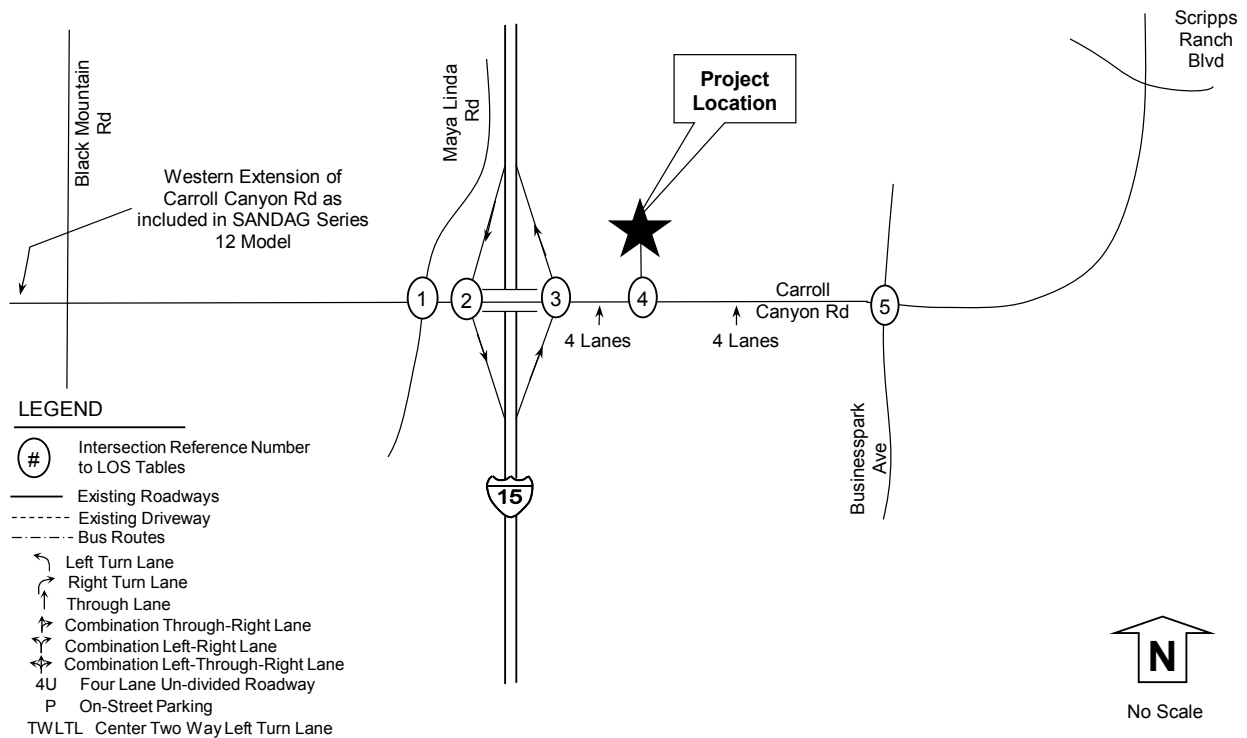 Scripps
Ranch
Blvd
Black Mountain
Rd
Maya Linda
Rd
Project
Location
Western Extension of
Carroll Canyon Rd as
included in SANDAG Series
12 Model
1
2
3
4
5
Carroll
Canyon Rd
4 Lanes
4 Lanes
Businesspark
Ave
15
LEGEND
#
Intersection Reference Number
to LOS Tables
Existing Roadways
Existing Driveway
Bus Routes
Left Turn Lane
Right Turn Lane
Through Lane
Combination Through-Right Lane
Combination Left-Right Lane
Combination Left-Through-Right Lane
4U Four Lane Un-divided Roadway
P On-Street Parking
TWLTL Center Two Way Left Turn Lane
N
No Scale